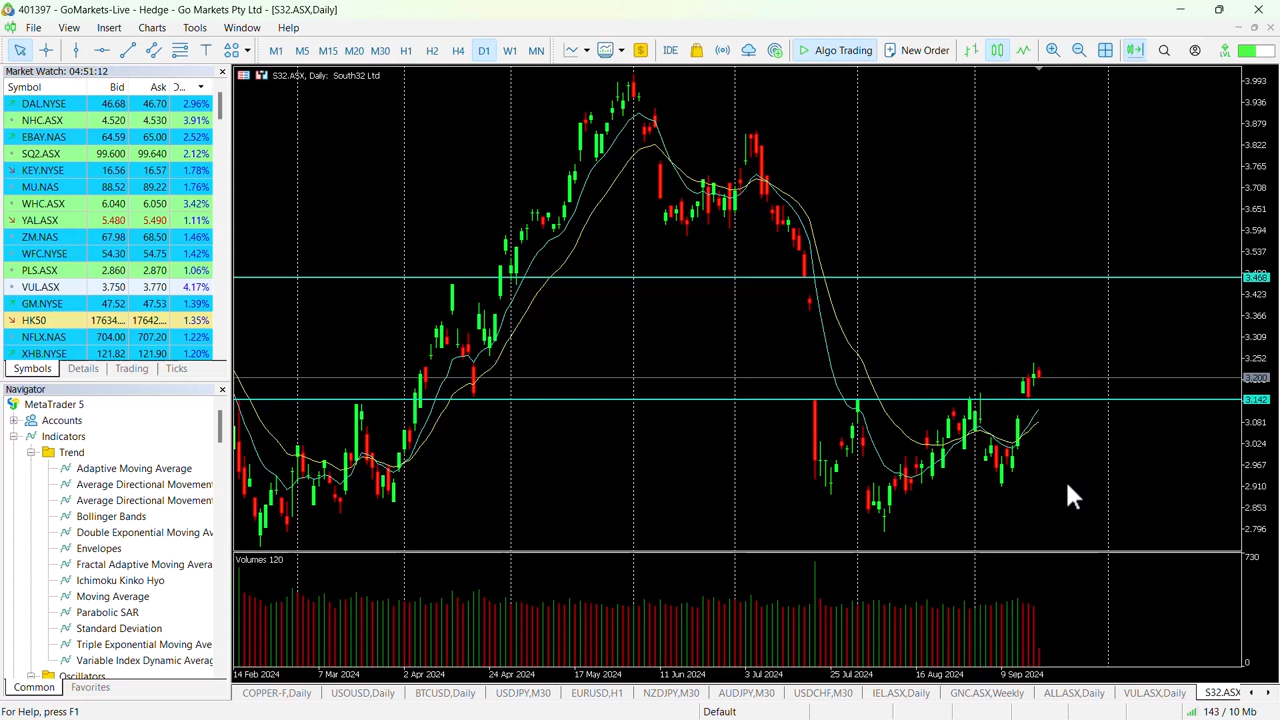 401397 - GoMarkets-Live - Hedge - Go Markets Pty Ltd - [S32.ASX,Daily]
File View Insert Charts Tools Window Help
M1 M5 M15 M20 M30 H1 H2 H4 D1 W1 MN IDE Algo Trading New Order
Market Watch: 04:51:12
Symbol Bid Ask D...
DAL.NYSE 46.68 46.70 2.96%
NHC.ASX 4.520 4.530 3.91%
EBAY.NAS 64.59 65.00 2.52%
SQ2.ASX 99.600 99.640 2.12%
KEY.NYSE 16.56 16.57 1.78%
MU.NAS 88.52 89.22 1.76%
WHC.ASX 6.040 6.050 3.42%
YAL.ASX 5.480 5.490 1.11%
ZM.NAS 67.98 68.50 1.46%
WFC.NYSE 54.30 54.75 1.42%
PLS.ASX 2.860 2.870 1.06%
VUL.ASX 3.750 3.770 4.17%
GM.NYSE 47.52 47.53 1.39%
HK50 17634.... 17642.... 1.35%
NFLX.NAS 704.00 707.20 1.22%
XHB.NYSE 121.82 121.90 1.20%
Symbols Details Trading Ticks
Navigator
MetaTrader 5
Accounts
Indicators
Trend
Adaptive Moving Average
Average Directional Movement
Average Directional Movement
Bollinger Bands
Double Exponential Moving Av
Envelopes
Fractal Adaptive Moving Avera
Ichimoku Kinko Hyo
Moving Average
Parabolic SAR
Standard Deviation
Triple Exponential Moving Ave
Variable Index Dynamic Averag
Oscillators
Common Favorites
S32.ASX, Daily: South32 Ltd
3.993
3.936
3.879
3.822
3.765
3.708
3.651
3.594
3.537
3.468
3.423
3.366
3.309
3.252
3.200
3.142
3.081
3.024
2.967
2.910
2.853
2.796
Volumes 120
730
0
14 Feb 2024 7 Mar 2024 2 Apr 2024 24 Apr 2024 17 May 2024 11 Jun 2024 3 Jul 2024 25 Jul 2024 16 Aug 2024 9 Sep 2024
COPPER-F,Daily USOUSD,Daily BTCUSD,Daily USDJPY,M30 EURUSD,H1 NZDJPY,M30 AUDJPY,M30 USDCHF,M30 IEL.ASX,Daily GNC.ASX,Weekly ALL.ASX,Daily VUL.ASX,Daily S32.ASX
For Help, press F1 Default 143 / 10 Mb